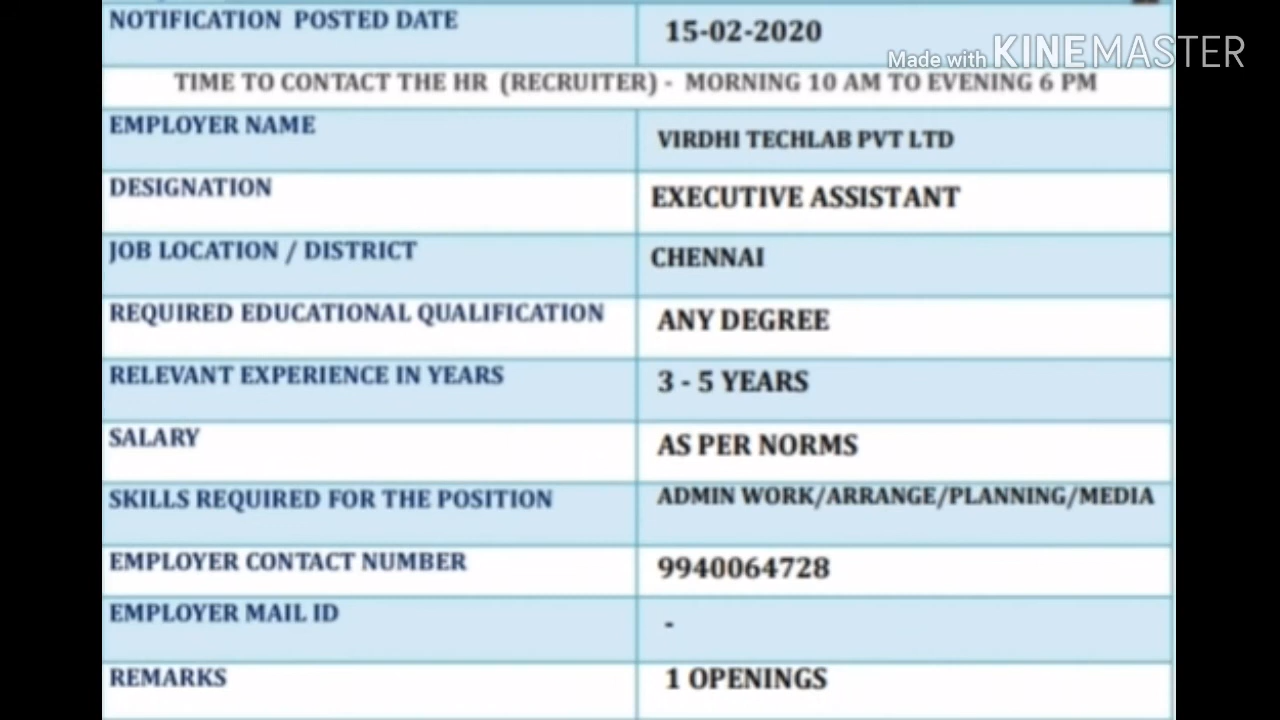 NOTIFICATION POSTED DATE
15-02-2020
Made with KINEMASTER
TIME TO CONTACT THE HR (RECRUITER) - MORNING 10 AM TO EVENING 6 PM
EMPLOYER NAME
VIRDHI TECHLAB PVT LTD
DESIGNATION
EXECUTIVE ASSISTANT
JOB LOCATION / DISTRICT
CHENNAI
REQUIRED EDUCATIONAL QUALIFICATION
ANY DEGREE
RELEVANT EXPERIENCE IN YEARS
3 - 5 YEARS
SALARY
AS PER NORMS
SKILLS REQUIRED FOR THE POSITION
ADMIN WORK/ARRANGE/PLANNING/MEDIA
EMPLOYER CONTACT NUMBER
9940064728
EMPLOYER MAIL ID
-
REMARKS
1 OPENINGS